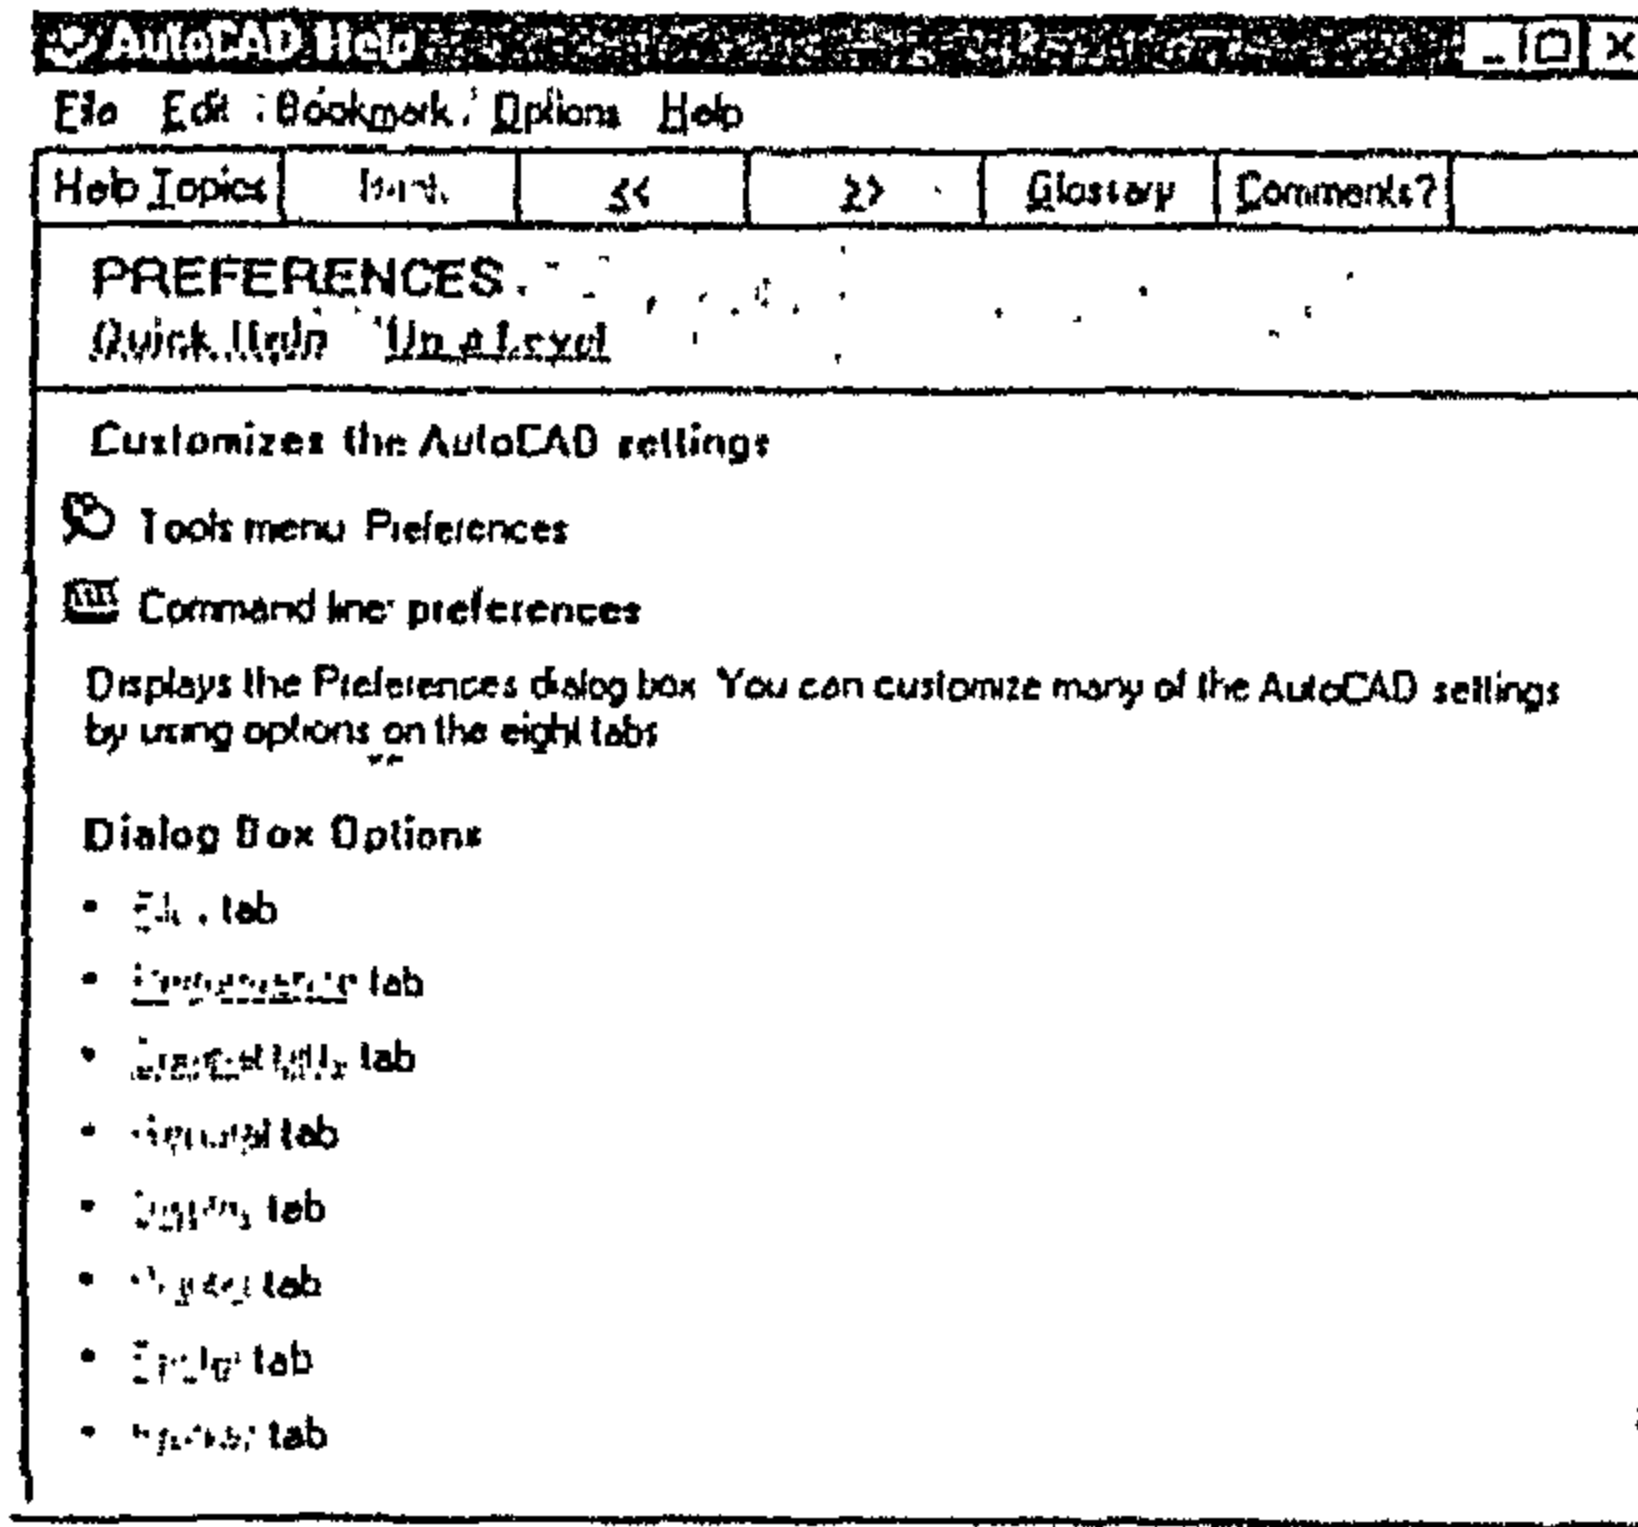 AutoCAD Help
File Edit Bookmark Options Help
Help Topics Back << >> Glossary Comments?
PREFERENCES
Quick Help Up a Level
Customizes the AutoCAD settings
Tools menu Preferences
Command line: preferences
Displays the Preferences dialog box You can customize many of the AutoCAD settings
by using options on the eight tabs
Dialog Box Options
• tab
• Performance tab
• tab
• General tab
• tab
• tab
• tab
• tab